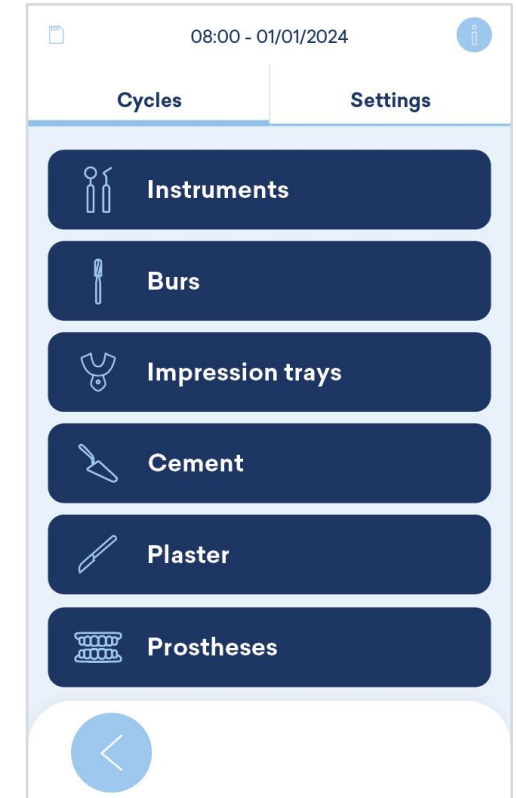 08:00 - 01/01/2024
i
Cycles
Settings
Instruments
Burs
Impression trays
Cement
Plaster
Prostheses